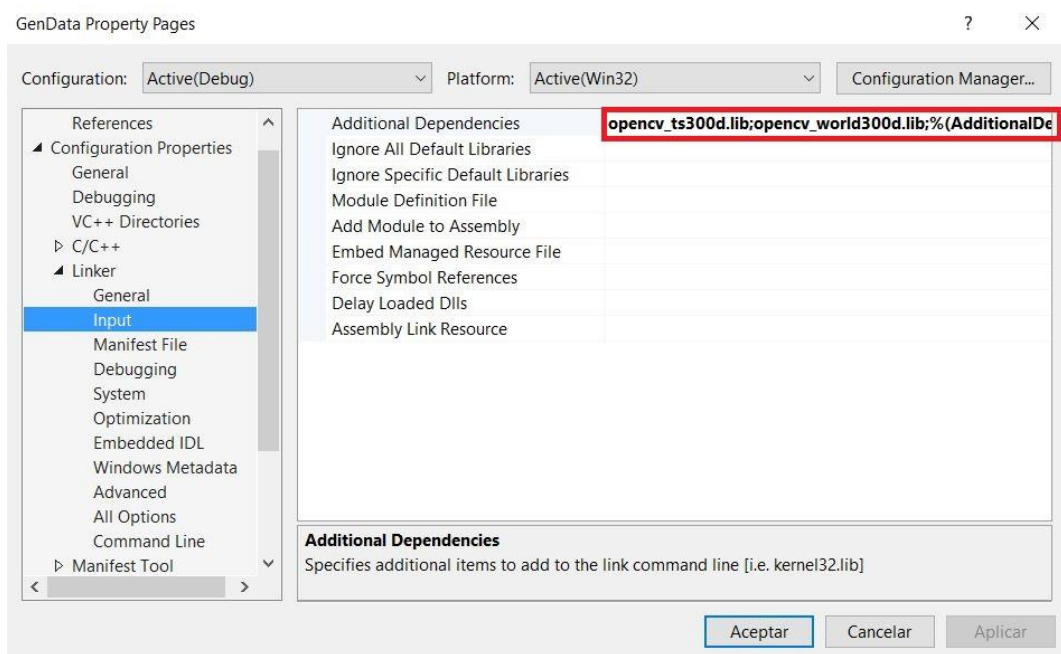 GenData Property Pages
?
Configuration: Active(Debug) Platform: Active(Win32) Configuration Manager...
References
Configuration Properties
General
Debugging
VC++ Directories
C/C++
Linker
General
Input
Manifest File
Debugging
System
Optimization
Embedded IDL
Windows Metadata
Advanced
All Options
Command Line
Manifest Tool
Additional Dependencies opencv_ts300d.lib;opencv_world300d.lib;%(AdditionalDe
Ignore All Default Libraries
Ignore Specific Default Libraries
Module Definition File
Add Module to Assembly
Embed Managed Resource File
Force Symbol References
Delay Loaded Dlls
Assembly Link Resource
Additional Dependencies
Specifies additional items to add to the link command line [i.e. kernel32.lib]
Aceptar Cancelar Aplicar